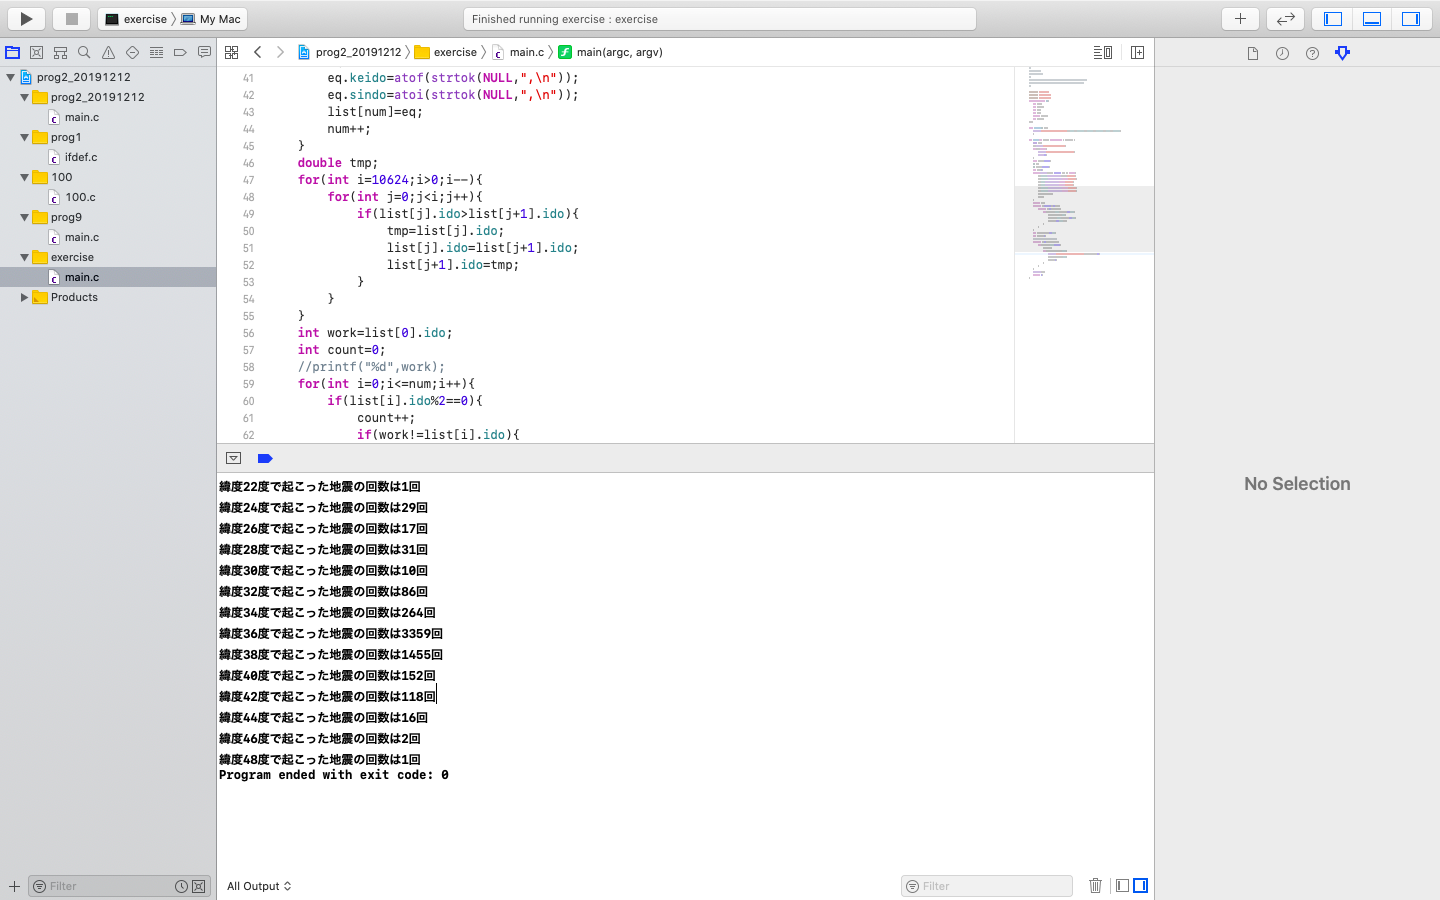 exercise My Mac
Finished running exercise : exercise
prog2_20191212 exercise main.c main(argc, argv)
prog2_20191212
prog2_20191212
main.c
prog1
ifdef.c
100
100.c
prog9
main.c
exercise
main.c
Products
41 eq.keido=atof(strtok(NULL,",\n"));
42 eq.sindo=atoi(strtok(NULL,",\n"));
43 list[num]=eq;
44 num++;
45 }
46 double tmp;
47 for(int i=10624;i>0;i--){
48 for(int j=0;j<i;j++){
49 if(list[j].ido>list[j+1].ido){
50 tmp=list[j].ido;
51 list[j].ido=list[j+1].ido;
52 list[j+1].ido=tmp;
53 }
54 }
55 }
56 int work=list[0].ido;
57 int count=0;
58 //printf("%d",work);
59 for(int i=0;i<=num;i++){
60 if(list[i].ido%2==0){
61 count++;
62 if(work!=list[i].ido){
緯度22度で起こった地震の回数は1回
緯度24度で起こった地震の回数は29回
緯度26度で起こった地震の回数は17回
緯度28度で起こった地震の回数は31回
緯度30度で起こった地震の回数は10回
緯度32度で起こった地震の回数は86回
緯度34度で起こった地震の回数は264回
緯度36度で起こった地震の回数は3359回
緯度38度で起こった地震の回数は1455回
緯度40度で起こった地震の回数は152回
緯度42度で起こった地震の回数は118回
緯度44度で起こった地震の回数は16回
緯度46度で起こった地震の回数は2回
緯度48度で起こった地震の回数は1回
Program ended with exit code: 0
No Selection
Filter
All Output
Filter